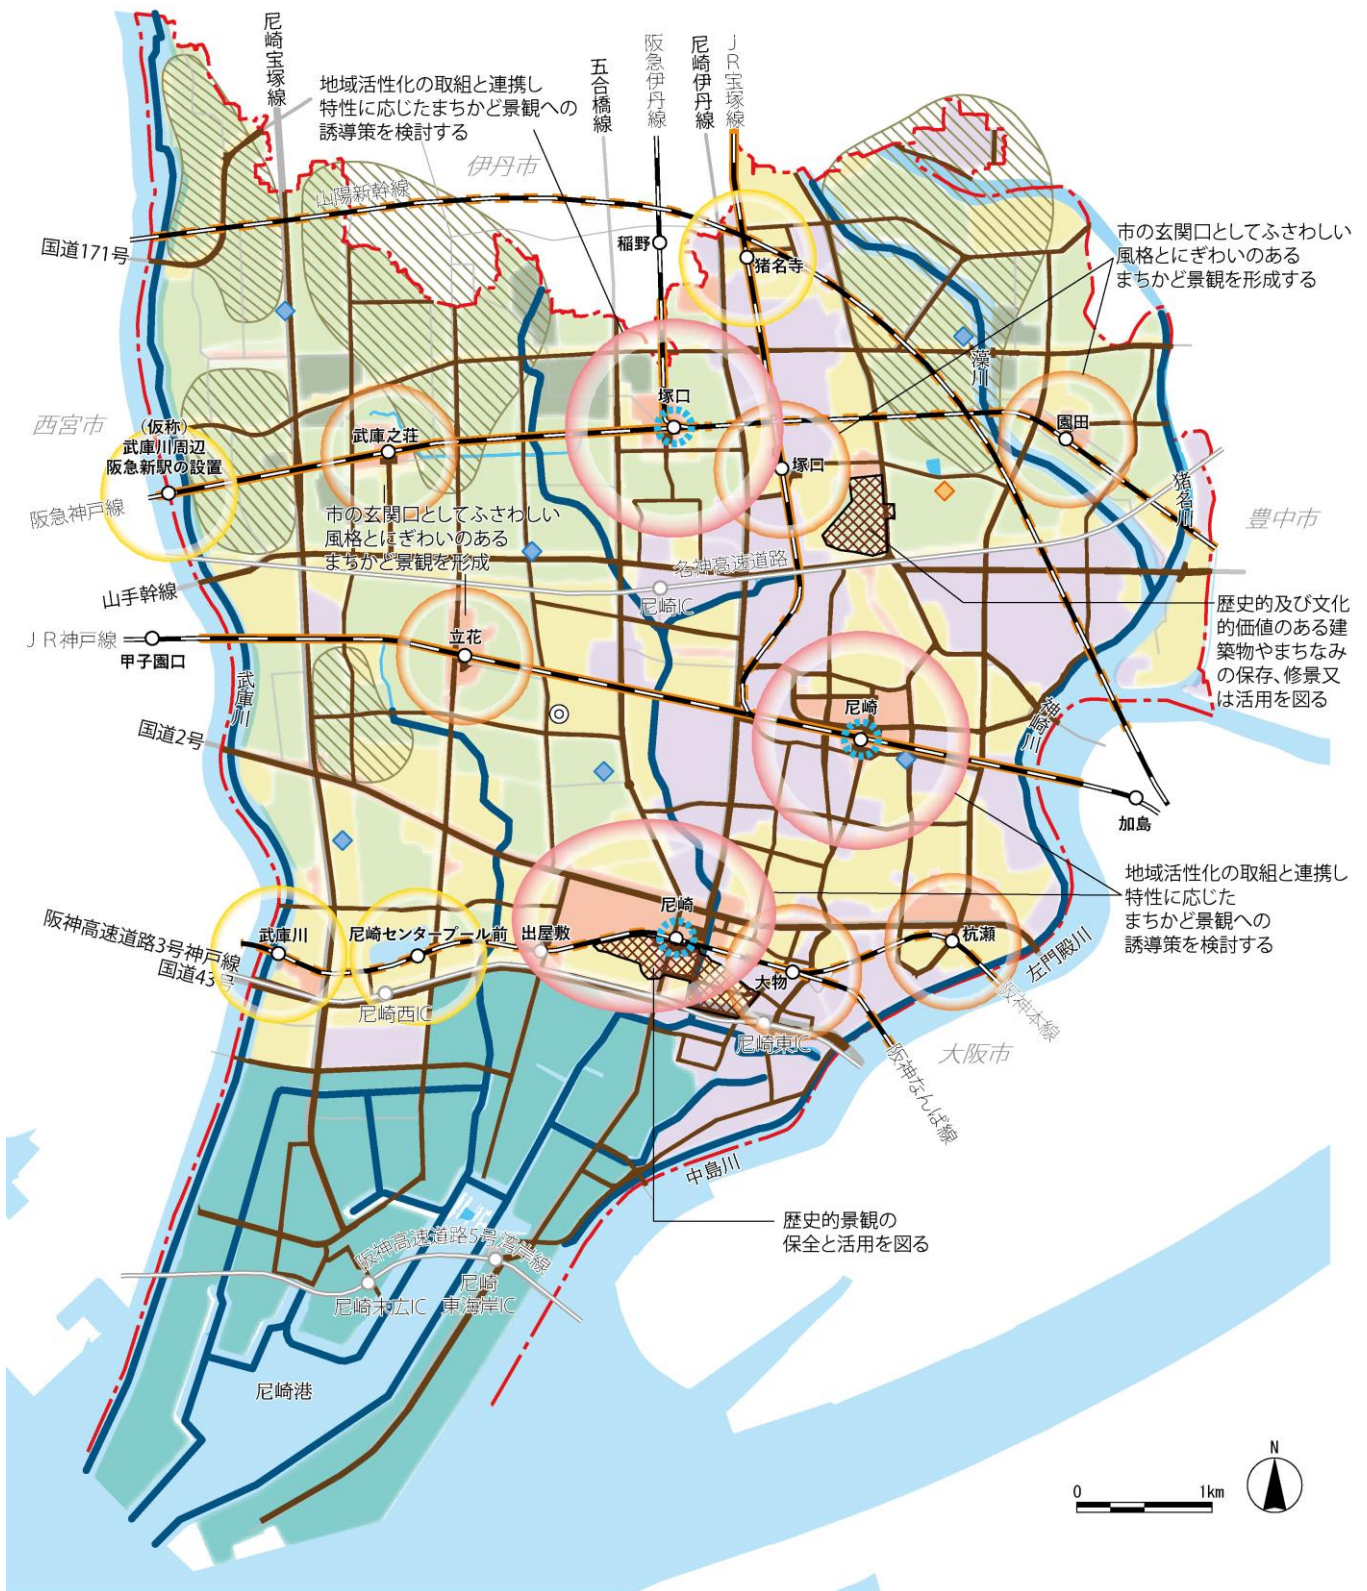 尼崎宝塚線
五合橋線
阪急伊丹線
尼崎伊丹線
ＪＲ宝塚線
地域活性化の取組と連携し
特性に応じたまちかど景観への
誘導策を検討する
伊丹市
山陽新幹線
国道171号
稲野
猪名寺
市の玄関口としてふさわしい
風格とにぎわいのある
まちかど景観を形成する
藻川
西宮市
(仮称)
武庫川周辺
阪急新駅の設置
武庫之荘
塚口
塚口
園田
猪名川
豊中市
阪急神戸線
市の玄関口としてふさわしい
風格とにぎわいのある
まちかど景観を形成
名神高速道路
尼崎IC
山手幹線
ＪＲ神戸線
甲子園口
立花
歴史的及び文化
的価値のある建
築物やまちなみ
の保存、修景又
は活用を図る
武庫川
国道2号
尼崎
神崎川
加島
地域活性化の取組と連携し
特性に応じた
まちかど景観への
誘導策を検討する
阪神高速道路3号神戸線
国道43号
武庫川
尼崎センタープール前
出屋敷
尼崎
大物
杭瀬
左門殿川
阪神本線
尼崎西IC
尼崎東IC
大阪市
阪神なんば線
中島川
歴史的景観の
保全と活用を図る
阪神高速道路5号湾岸線
尼崎末広IC
尼崎
東海岸IC
尼崎港
N
0
1km